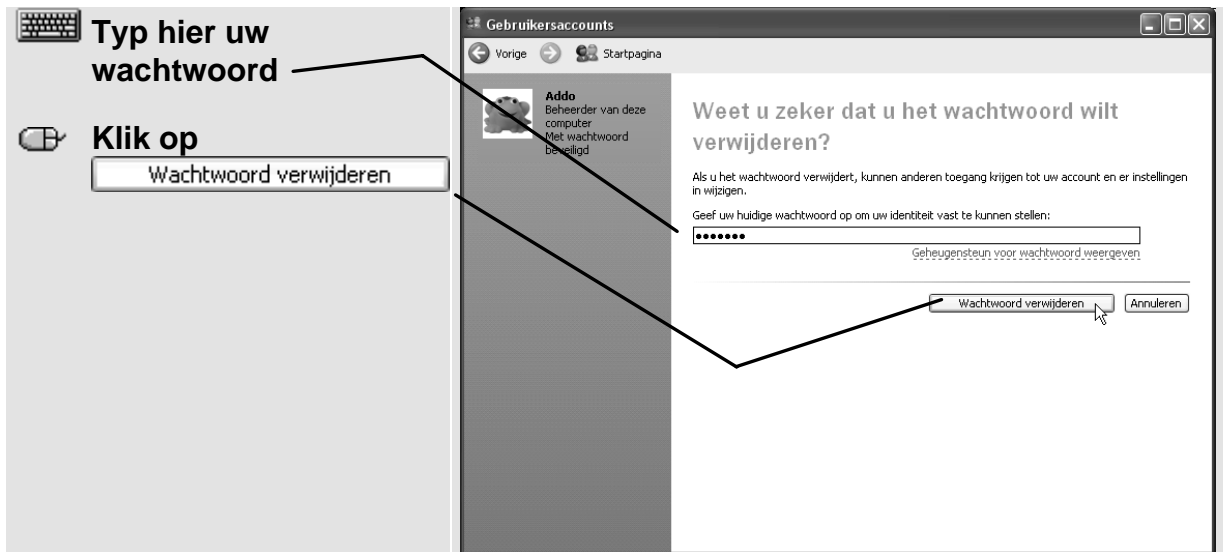 Typ hier uw
wachtwoord
Klik op
Wachtwoord verwijderen
Gebruikersaccounts
Vorige
Startpagina
Addo
Beheerder van deze
computer
Met wachtwoord
beveiligd
Weet u zeker dat u het wachtwoord wilt
verwijderen?
Als u het wachtwoord verwijdert, kunnen anderen toegang krijgen tot uw account en er instellingen
in wijzigen.
Geef uw huidige wachtwoord op om uw identiteit vast te kunnen stellen:
•••••••
Geheugensteun voor wachtwoord weergeven
Wachtwoord verwijderen
Annuleren